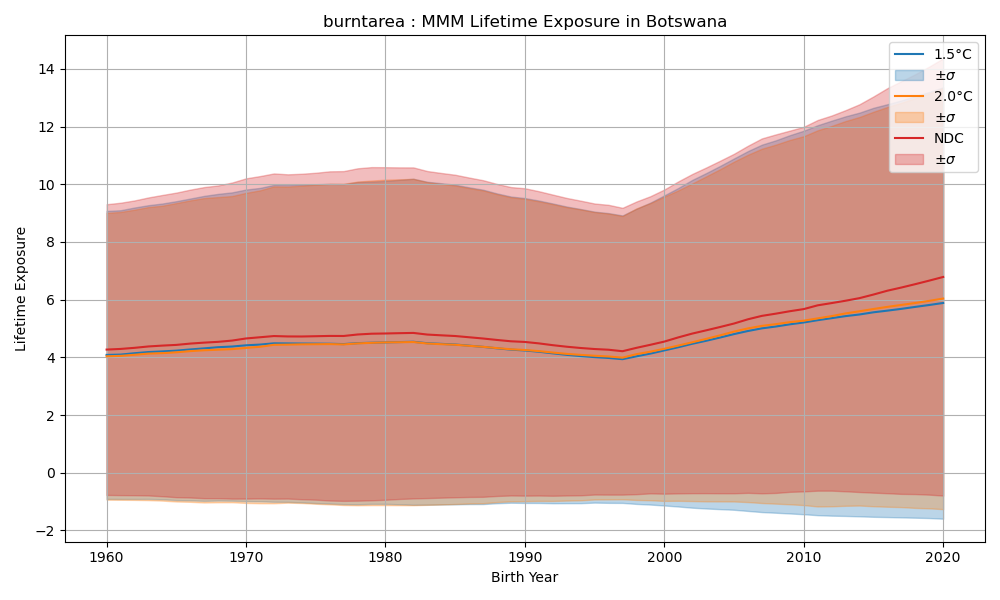 burntarea : MMM Lifetime Exposure in Botswana
Lifetime Exposure
14
12
10
8
6
4
2
0
−2
1960
1970
1980
1990
2000
2010
2020
Birth Year
1.5°C
±σ
2.0°C
±σ
NDC
±σ